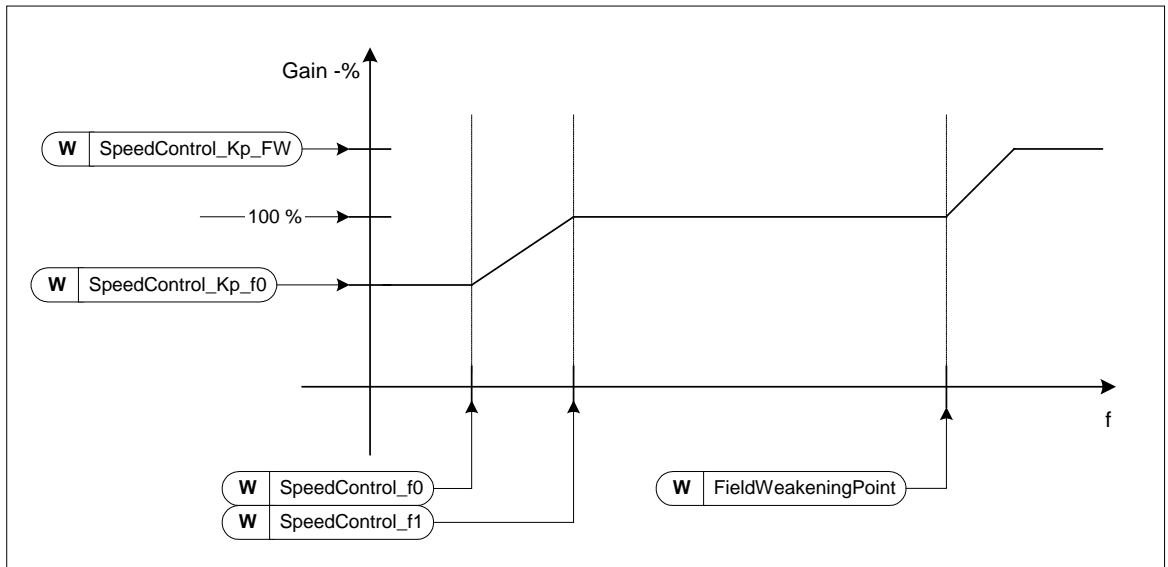 Gain -%
W SpeedControl_Kp_FW
100 %
W SpeedControl_Kp_f0
f
W SpeedControl_f0
W FieldWeakeningPoint
W SpeedControl_f1